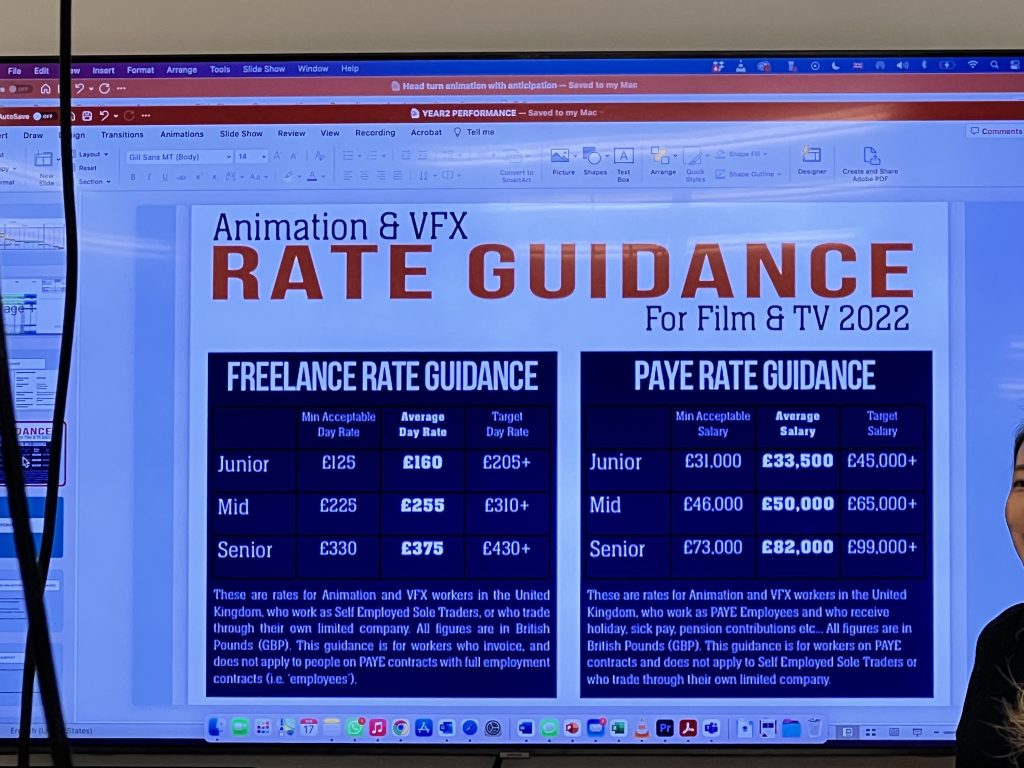 File Edit View Insert Format Arrange Tools Slide Show Window Help
OFF
Head turn animation with anticipation — Saved to my Mac
AutoSave OFF
YEAR2 PERFORMANCE — Saved to my Mac
Draw Design Transitions Animations Slide Show Review View Recording Acrobat Tell me
Comments
New Slide
Layout
Reset
Section
Gill Sans MT (Body) 14
Convert to SmartArt
Picture
Shapes
Text Box
Arrange
Quick Styles
Shape Fill
Shape Outline
Designer
Create and Share Adobe PDF
Animation & VFX
RATE GUIDANCE
For Film & TV 2022
FREELANCE RATE GUIDANCE
Min Acceptable Day Rate
Average Day Rate
Target Day Rate
Junior £125 £160 £205+
Mid £225 £255 £310+
Senior £330 £375 £430+
These are rates for Animation and VFX workers in the United
Kingdom, who work as Self Employed Sole Traders, or who trade
through their own limited company. All figures are in British
Pounds (GBP). This guidance is for workers who invoice, and
does not apply to people on PAYE contracts with full employment
contracts (i.e. 'employees').
PAYE RATE GUIDANCE
Min Acceptable Salary
Average Salary
Target Salary
Junior £31,000 £33,500 £45,000+
Mid £46,000 £50,000 £65,000+
Senior £73,000 £82,000 £99,000+
These are rates for Animation and VFX workers in the United
Kingdom, who work as PAYE Employees and who receive
holiday, sick pay, pension contributions etc... All figures are in
British Pounds (GBP). This guidance is for workers on PAYE
contracts and does not apply to Self Employed Sole Traders or
who trade through their own limited company.
17
Pr